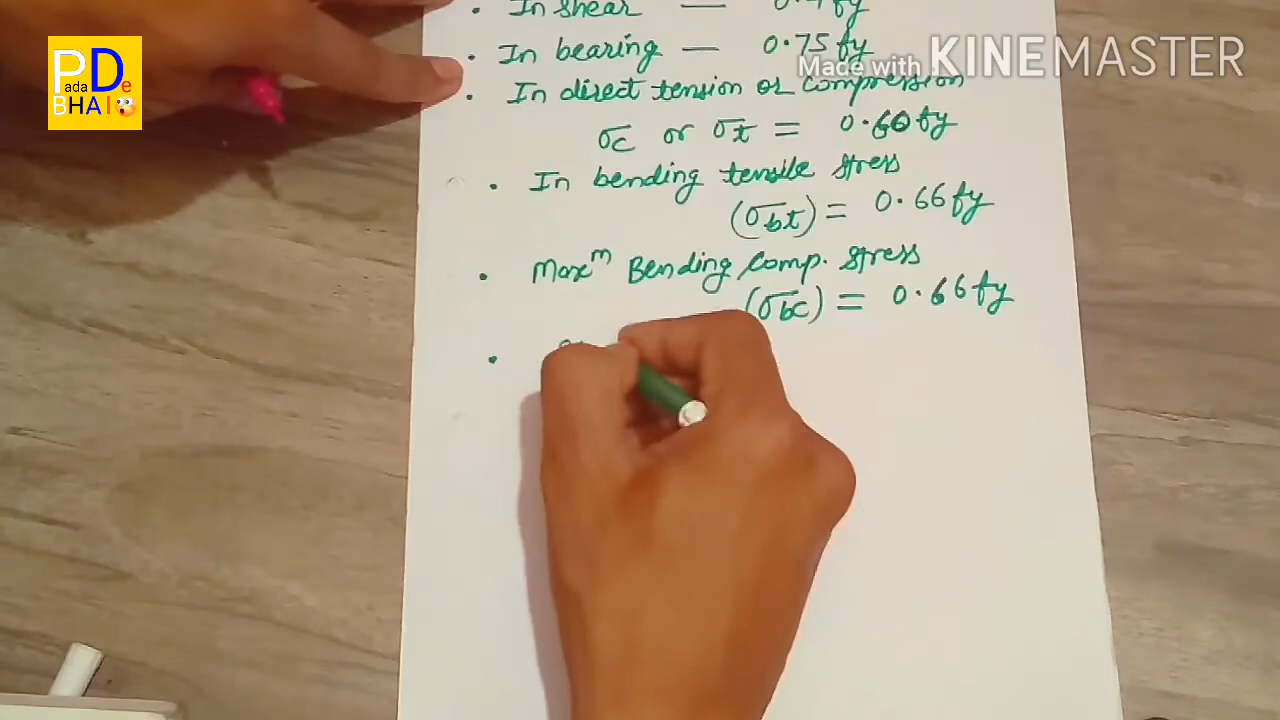 PaDa De
BHAI
Made with KINEMASTER
• In shear —
• In bearing — 0.75 fy
• In direct tension or compression
σc or σt = 0.60 fy
• In bending tensile stress
(σbt) = 0.66 fy
• Maxᵐ Bending comp. stress
(σbc) = 0.66 fy
•